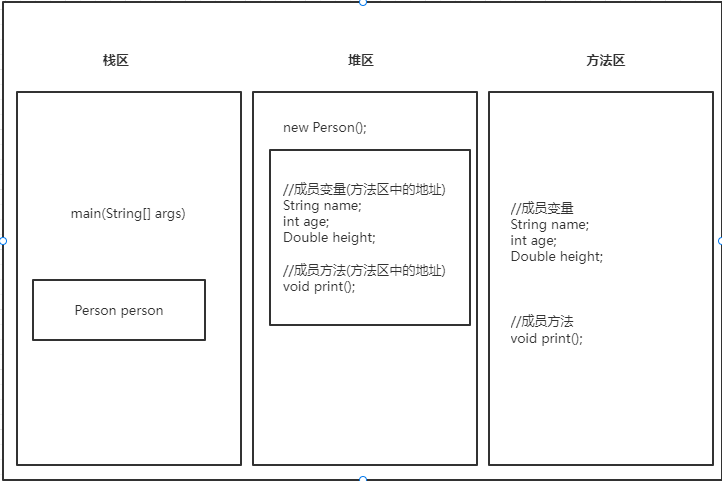 栈区
堆区
方法区
main(String[] args)
Person person
new Person();
//成员变量(方法区中的地址)
String name;
int age;
Double height;
//成员方法(方法区中的地址)
void print();
//成员变量
String name;
int age;
Double height;
//成员方法
void print();